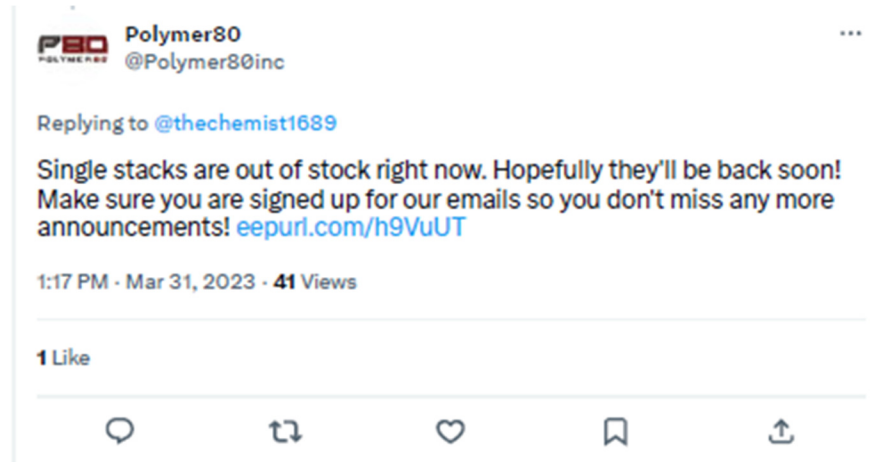 P80
POLYMER80
Polymer80
@Polymer80inc
Replying to @thechemist1689
Single stacks are out of stock right now. Hopefully they'll be back soon!
Make sure you are signed up for our emails so you don't miss any more
announcements! eepurl.com/h9VuUT
1:17 PM · Mar 31, 2023 · 41 Views
1 Like